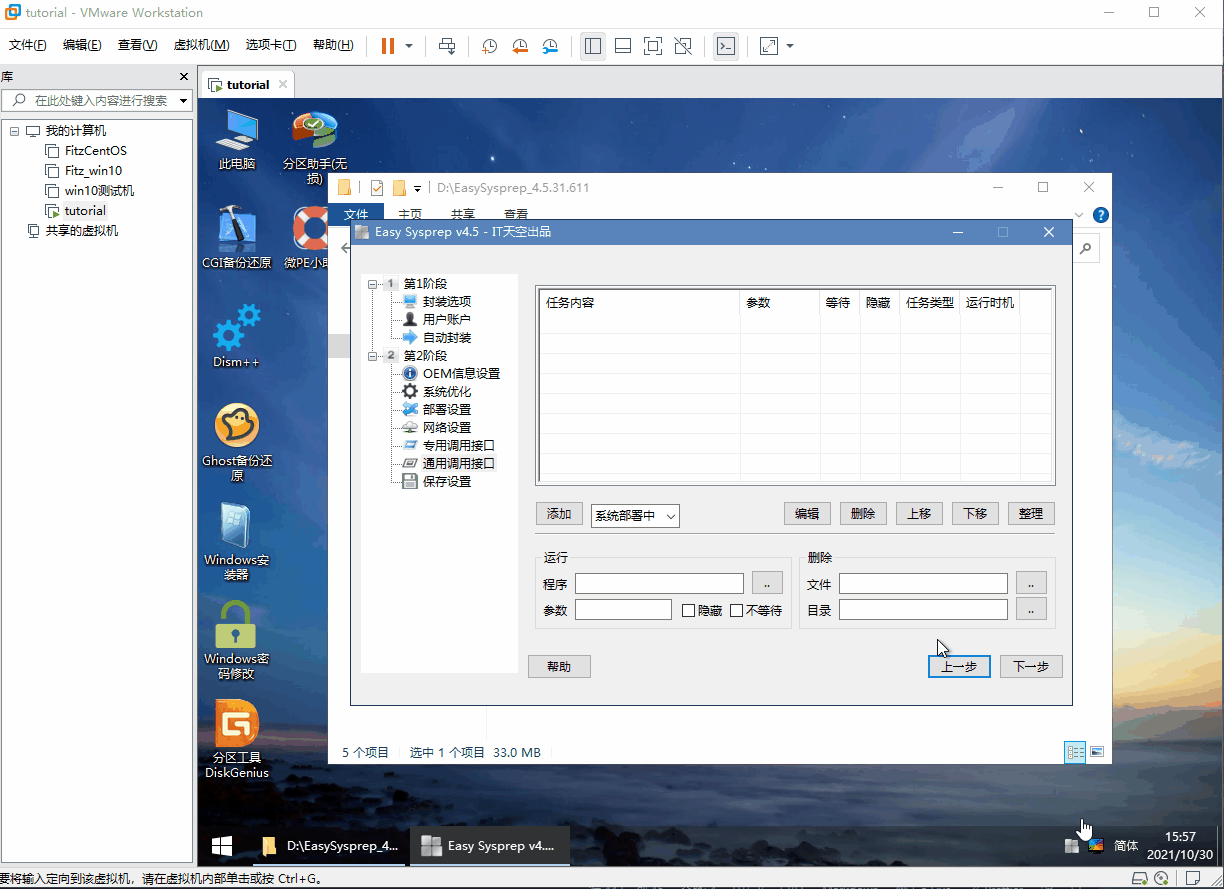 tutorial - VMware Workstation
文件(F) 编辑(E) 查看(V) 虚拟机(M) 选项卡(T) 帮助(H)
库
在此处键入内容进行搜索
我的计算机
FitzCentOS
Fitz_win10
win10测试机
tutorial
共享的虚拟机
tutorial
此电脑
分区助手(无
损)
CGI备份还原
微PE小助
Dism++
Ghost备份还
原
Windows安
装器
Windows密
码修改
分区工具
DiskGenius
D:\EasySysprep_4.5.31.611
文件 主页 共享 查看
Easy Sysprep v4.5 - IT天空出品
1 第1阶段
封装选项
用户账户
自动封装
2 第2阶段
OEM信息设置
系统优化
部署设置
网络设置
专用调用接口
通用调用接口
保存设置
任务内容 参数 等待 隐藏 任务类型 运行时机
添加 系统部署中 编辑 删除 上移 下移 整理
运行
程序 ..
参数 隐藏 不等待
删除
文件 ..
目录 ..
帮助 上一步 下一步
5 个项目 选中 1 个项目 33.0 MB
D:\EasySysprep_4...
Easy Sysprep v4....
简体
15:57
2021/10/30
要将输入定向到该虚拟机，请在虚拟机内部单击或按 Ctrl+G。